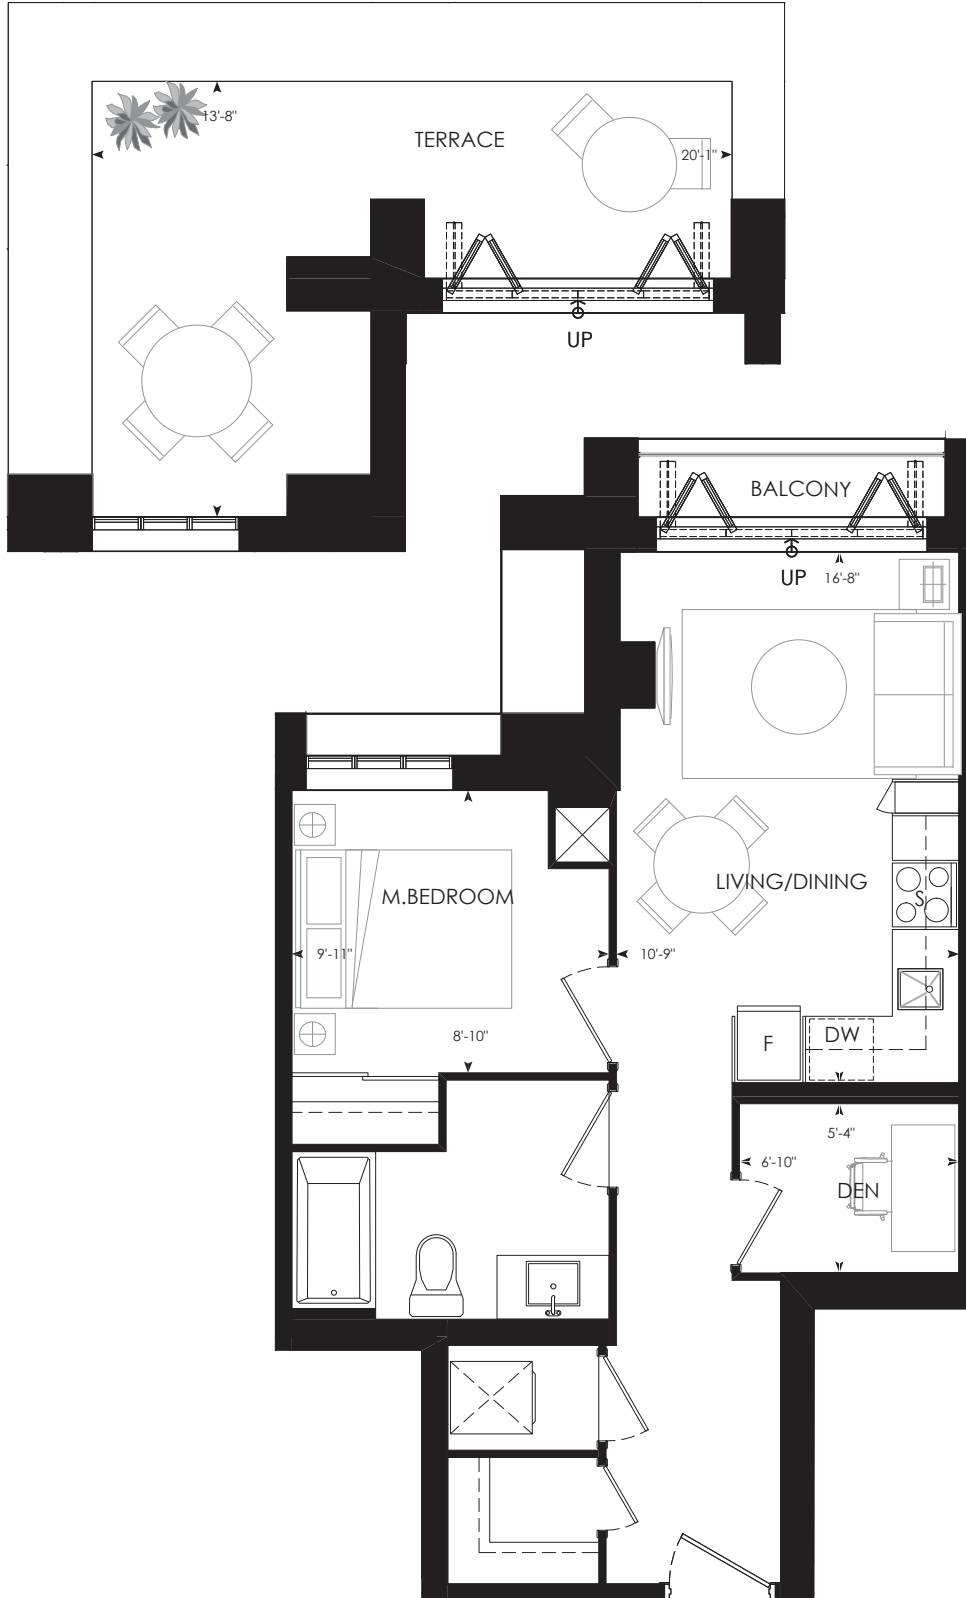 13'-8"
TERRACE
20'-1"
UP
BALCONY
UP
16'-8"
LIVING/DINING
M.BEDROOM
S
9'-11"
10'-9"
8'-10"
F
DW
5'-4"
6'-10"
DEN